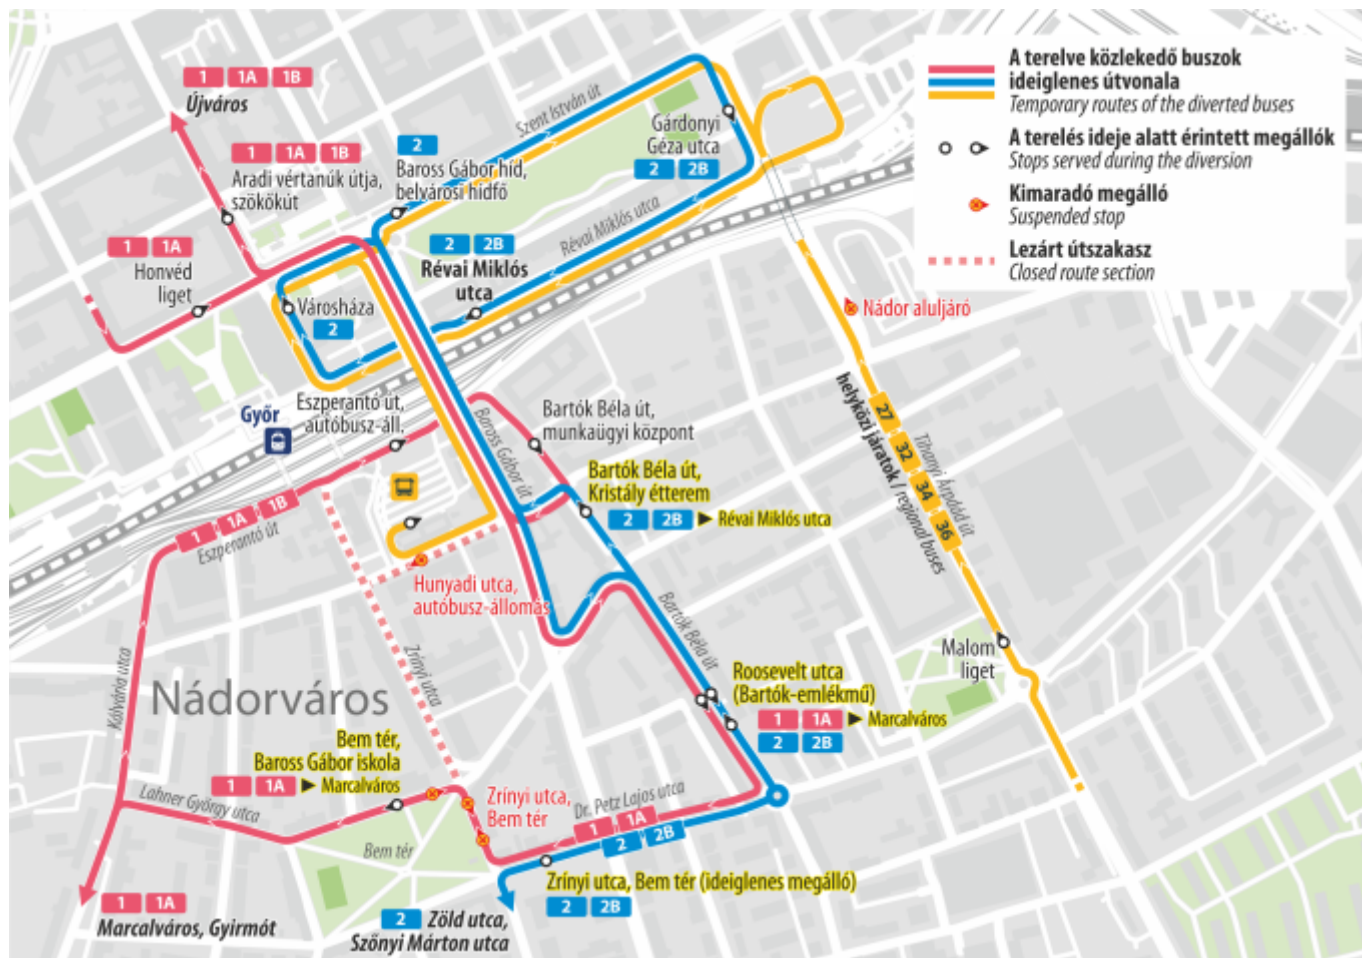 A terelve közlekedő buszok
ideiglenes útvonala
Temporary routes of the diverted buses
A terelés ideje alatt érintett megállók
Stops served during the diversion
Kimaradó megálló
Suspended stop
Lezárt útszakasz
Closed route section
1 1A 1B
Újváros
1 1A 1B
Aradi vértanúk útja,
szökőkút
2
Baross Gábor híd,
belvárosi hídfő
Szent István út
Gárdonyi
Géza utca
2 2B
1 1A
Honvéd
liget
2 2B
Révai Miklós
utca
Révai Miklós utca
Városháza
2
Nádor aluljáró
Győr
Eszperantó út,
autóbusz-áll.
Baross Gábor út
Bartók Béla út,
munkaügyi központ
Bartók Béla út,
Kristály étterem
2 2B ► Révai Miklós utca
helyközi járatok / regional buses
27 32 34 36
Tihanyi Árpád út
1 1A 1B
Eszperantó út
Hunyadi utca,
autóbusz-állomás
Bartók Béla út
Malom
liget
Kálvária utca
Zrínyi utca
Nádorváros
Roosevelt utca
(Bartók-emlékmű)
1 1A ► Marcalváros
2 2B
Bem tér,
Baross Gábor iskola
1 1A ► Marcalváros
Lahner György utca
Zrínyi utca,
Bem tér
Dr. Petz Lajos utca
1 1A
2 2B
Bem tér
Zrínyi utca, Bem tér (ideiglenes megálló)
2 2B
1 1A
Marcalváros, Gyirmót
2 Zöld utca,
Szőnyi Márton utca